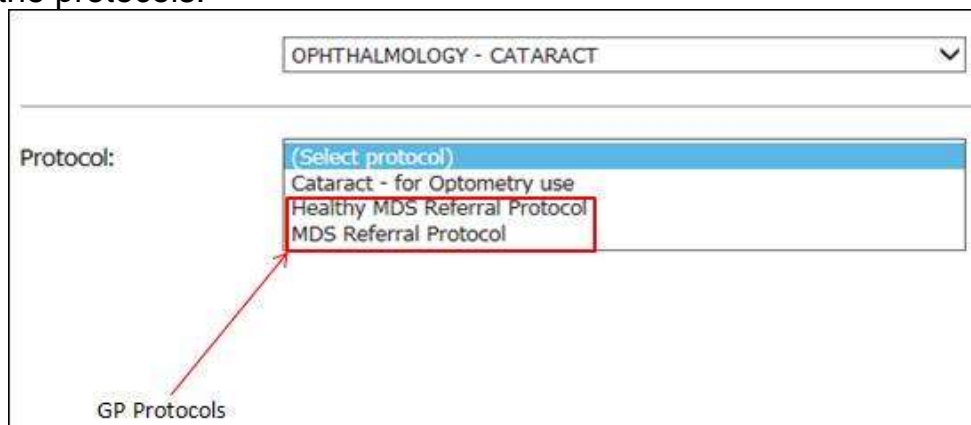 the protocols.
OPHTHALMOLOGY - CATARACT
Protocol:
(Select protocol)
Cataract - for Optometry use
Healthy MDS Referral Protocol
MDS Referral Protocol
GP Protocols